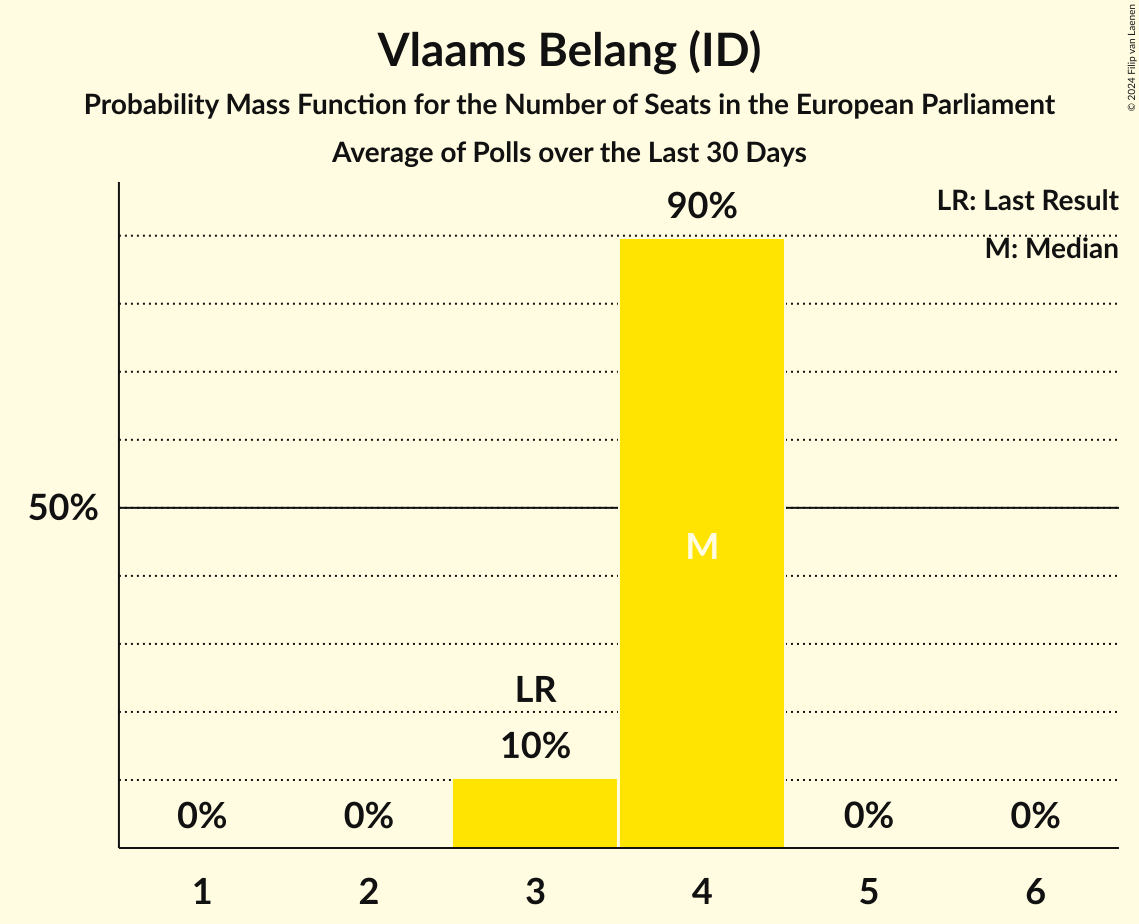 Vlaams Belang (ID)
Probability Mass Function for the Number of Seats in the European Parliament
Average of Polls over the Last 30 Days
© 2024 Filip van Laenen
LR: Last Result
M: Median
90%
50%
M
LR
10%
0%
0%
0%
0%
1
2
3
4
5
6